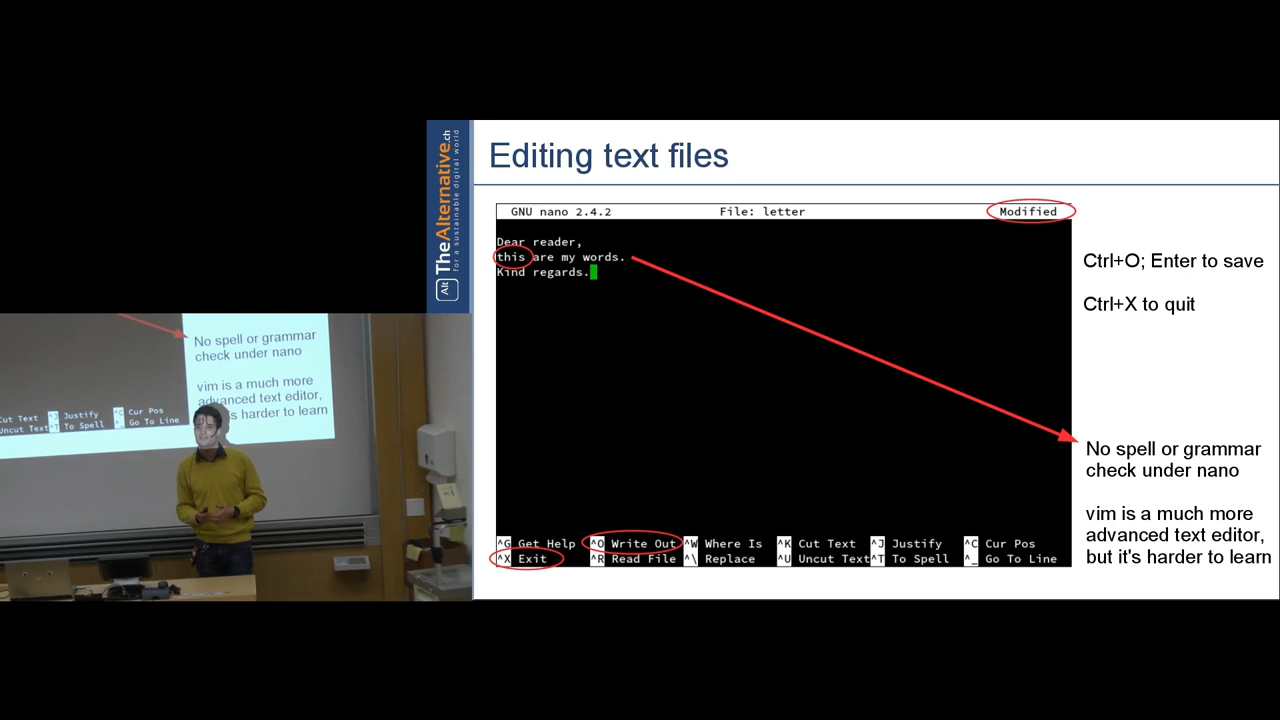 Alt TheAlternative.ch
for a sustainable digital world
Editing text files
GNU nano 2.4.2 File: letter Modified
Dear reader,
this are my words.
Kind regards.
Ctrl+O; Enter to save
Ctrl+X to quit
No spell or grammar
check under nano
vim is a much more
advanced text editor,
but it's harder to learn
^G Get Help ^O Write Out ^W Where Is ^K Cut Text ^J Justify ^C Cur Pos
^X Exit ^R Read File ^\ Replace ^U Uncut Text ^T To Spell ^_ Go To Line
No spell or grammar
check under nano
vim is a much more
advanced text editor,
's harder to learn
Cut Text ^J Justify ^C Cur Pos
Uncut Text ^T To Spell ^_ Go To Line